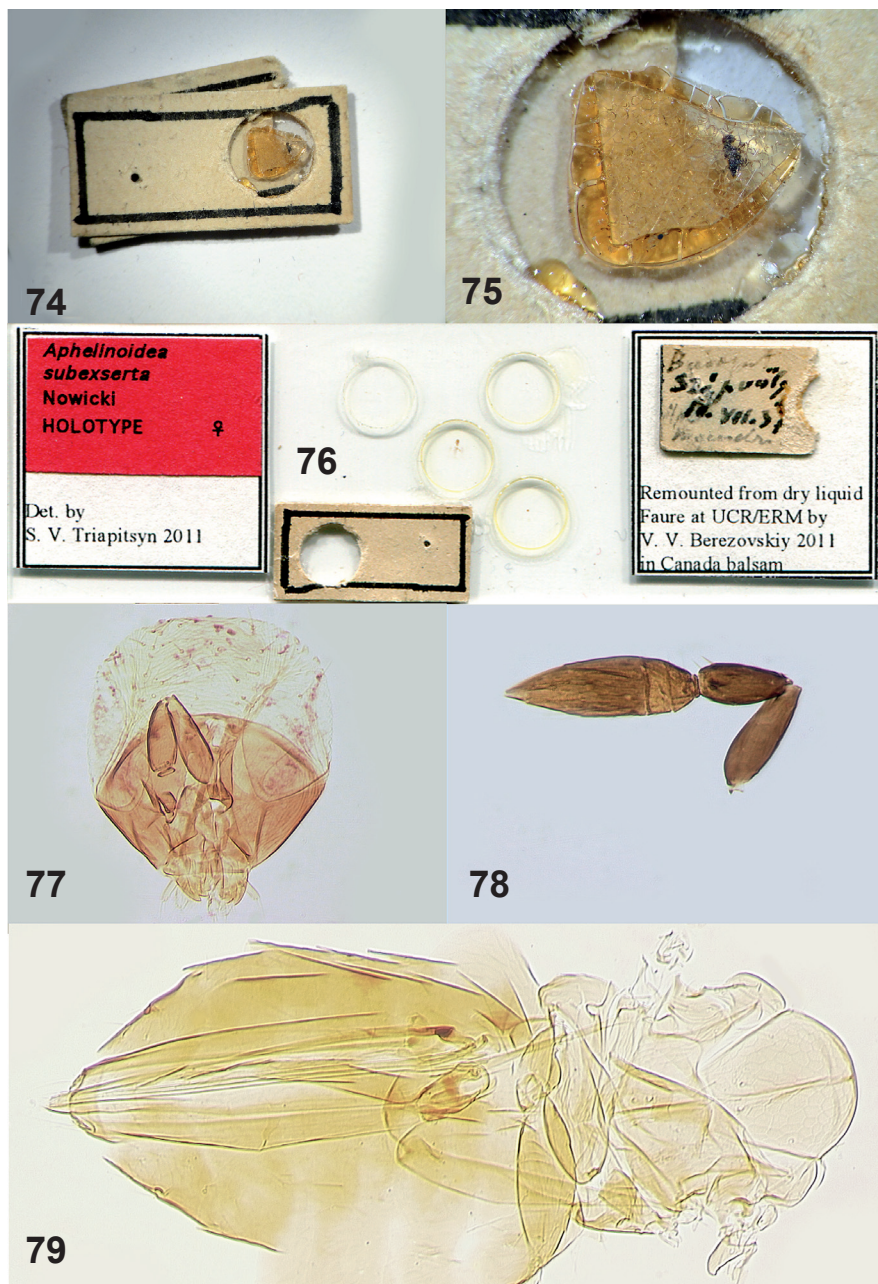 74
75
Aphelinoidea
subexserta
Nowicki
HOLOTYPE ♀
Det. by
S. V. Triapitsyn 2011
76
Remounted from dry liquid
Faure at UCR/ERM by
V. V. Berezovskiy 2011
in Canada balsam
77
78
79